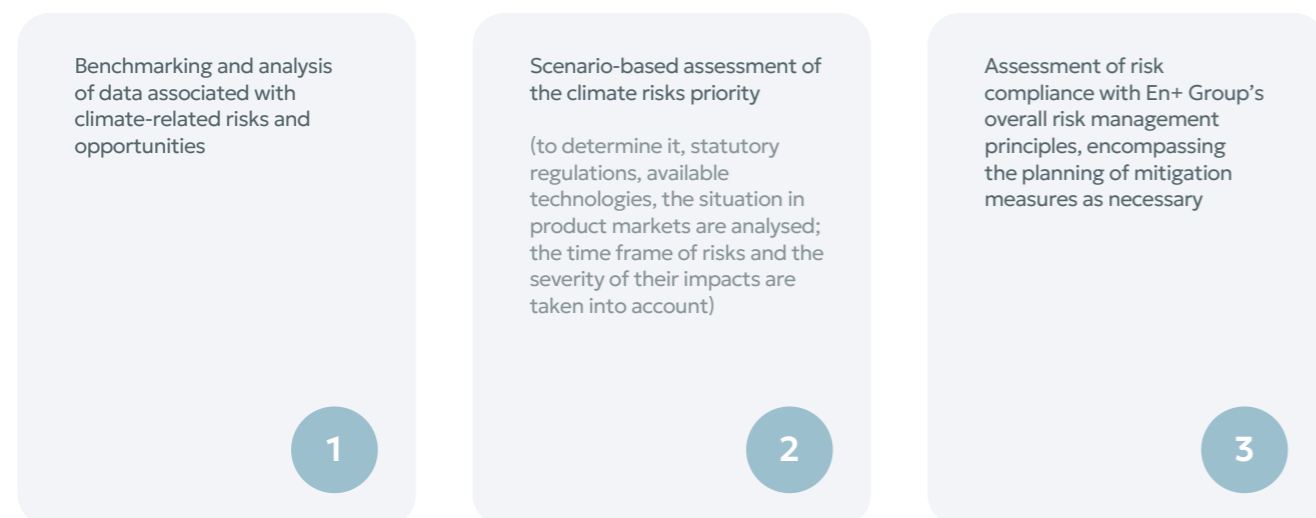 Benchmarking and analysis
of data associated with
climate-related risks and
opportunities
1
Scenario-based assessment of
the climate risks priority
(to determine it, statutory
regulations, available
technologies, the situation in
product markets are analysed;
the time frame of risks and the
severity of their impacts are
taken into account)
2
Assessment of risk
compliance with En+ Group’s
overall risk management
principles, encompassing
the planning of mitigation
measures as necessary
3